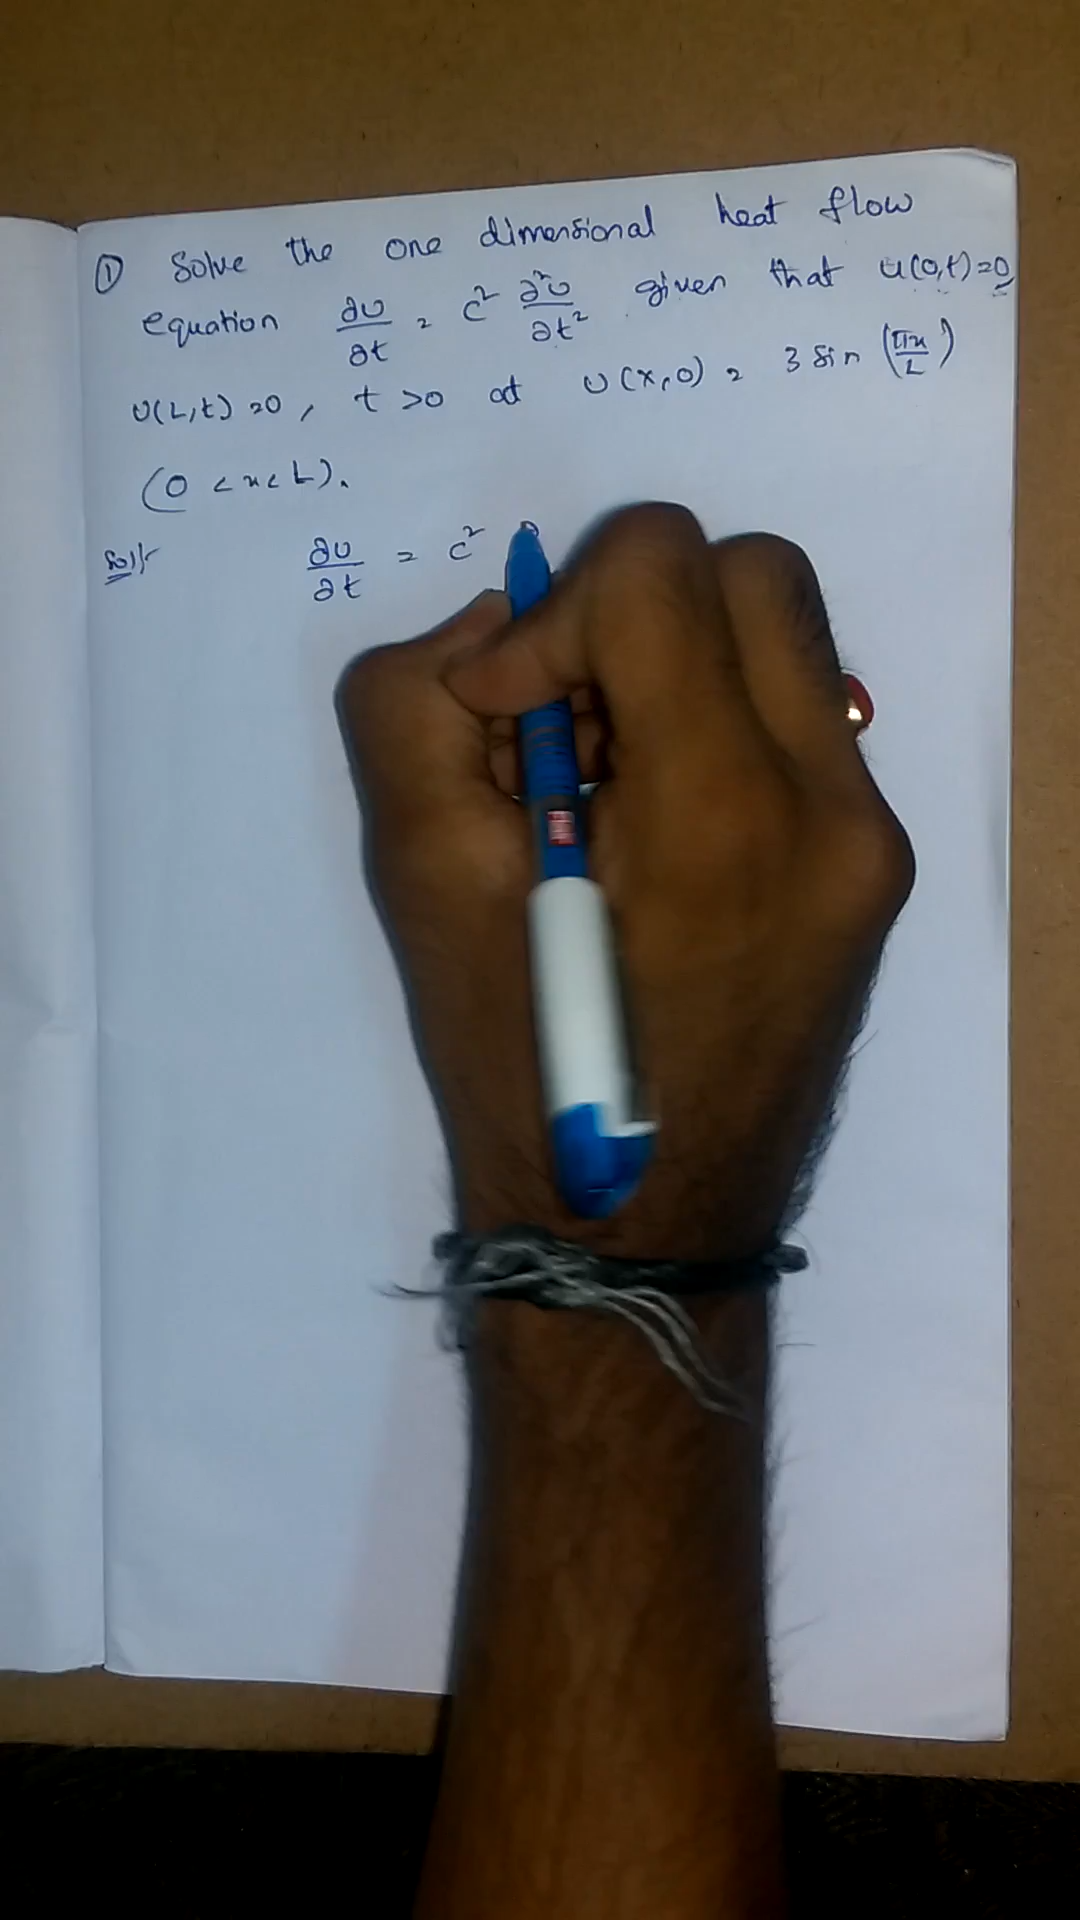 ① Solve the one dimensional heat flow
equation ∂u/∂t = c² ∂²u/∂t² given that u(0,t)=0
u(L,t)=0, t>0 at u(x,0) = 3 sin (πx/L)
(0<x<L).
Sol:- ∂u/∂t = c² ∂